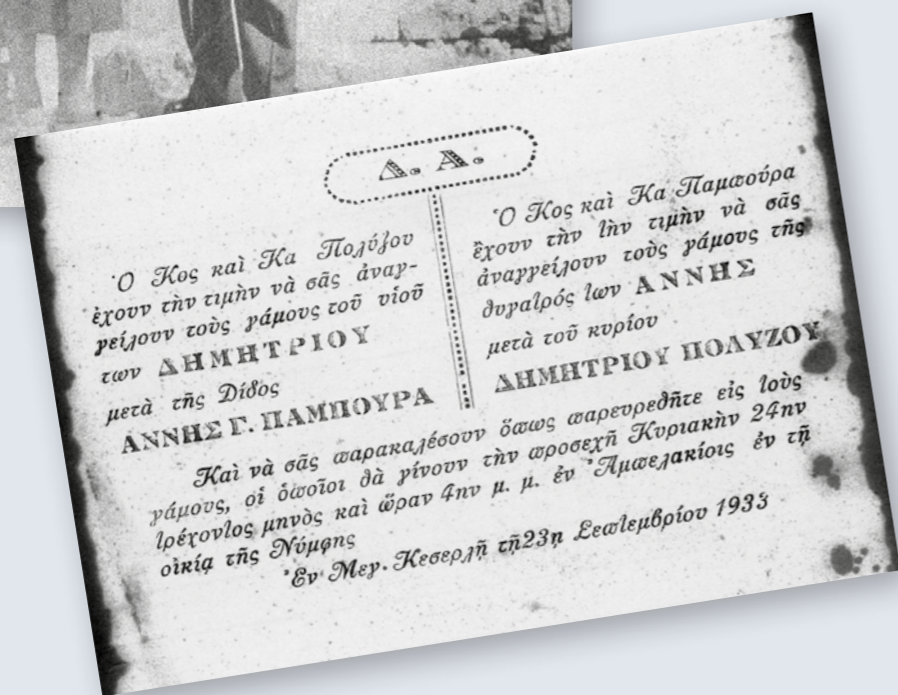 Δ. Α.
Ὁ Κος καὶ Κα Πολύζου
ἔχουν τὴν τιμὴν νὰ σᾶς ἀναγ-
γείλουν τοὺς γάμους τοῦ υἱοῦ
των ΔΗΜΗΤΡΙΟΥ
μετὰ τῆς Δίδος
ΑΝΝΗΣ Γ. ΠΑΜΠΟΥΡΑ
Ὁ Κος καὶ Κα Παμπούρα
ἔχουν τὴν τὴν τιμὴν νὰ σᾶς
ἀναγγείλουν τοὺς γάμους τῆς
θυγατρός των ΑΝΝΗΣ
μετὰ τοῦ κυρίου
ΔΗΜΗΤΡΙΟΥ ΠΟΛΥΖΟΥ
Καὶ νὰ σᾶς παρακαλέσουν ὅπως παρευρεθῆτε εἰς τοὺς
γάμους, οἱ ὁποῖοι θὰ γίνουν τὴν προσεχῆ Κυριακὴν 24ην
τρέχοντος μηνὸς καὶ ὥραν 4ην μ. μ. ἐν Ἀμπελακίοις ἐν τῇ
οἰκίᾳ τῆς Νύμφης
Ἐν Μεγ. Κεσερλῇ τῇ 23ῃ Σεπτεμβρίου 1933